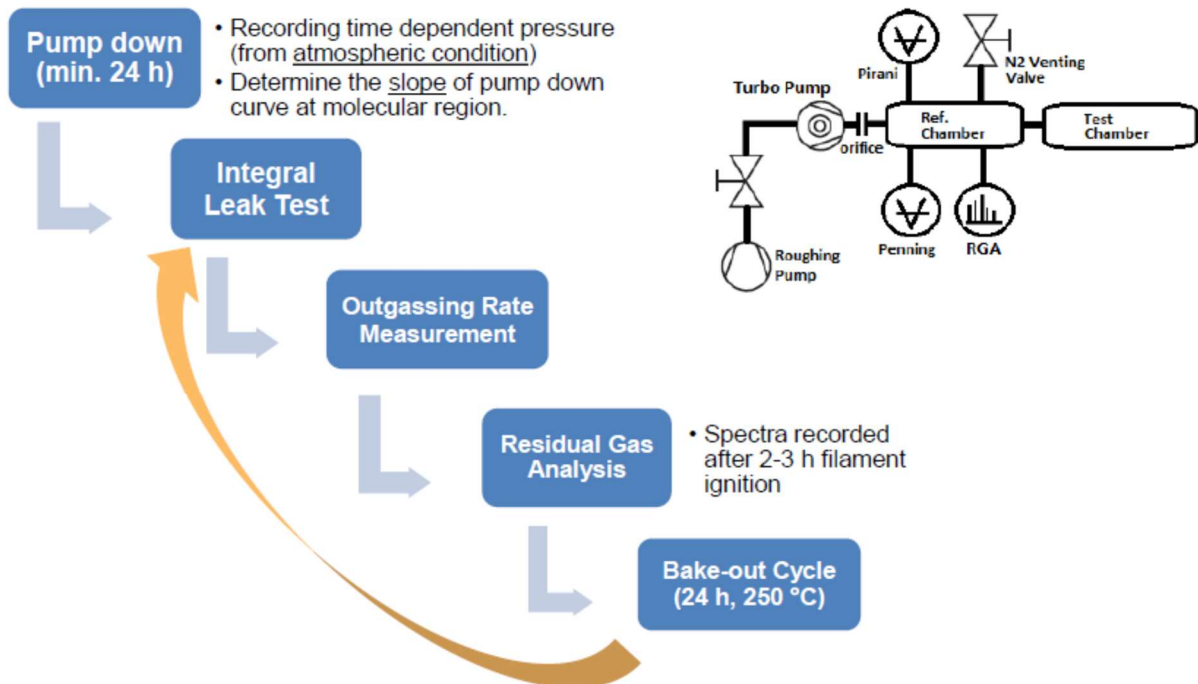 Pump down
(min. 24 h)
• Recording time dependent pressure
(from atmospheric condition)
• Determine the slope of pump down
curve at molecular region.
Integral
Leak Test
Outgassing Rate
Measurement
Residual Gas
Analysis
• Spectra recorded
after 2-3 h filament
ignition
Bake-out Cycle
(24 h, 250 °C)
Pirani
N2 Venting
Valve
Turbo Pump
orifice
Ref.
Chamber
Test
Chamber
Penning
RGA
Roughing
Pump